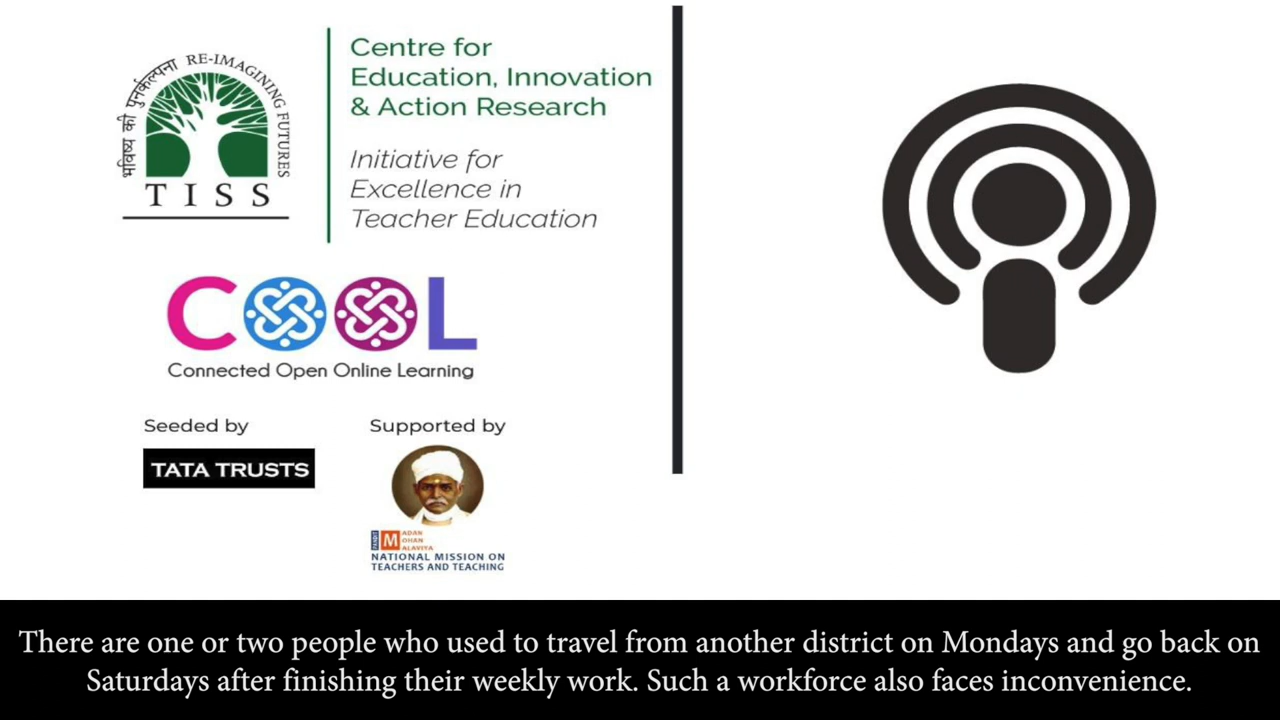 भविष्य की पुनर्कल्पना RE-IMAGINING FUTURES
TISS
Centre for
Education, Innovation
& Action Research
Initiative for
Excellence in
Teacher Education
COOL
Connected Open Online Learning
Seeded by
TATA TRUSTS
Supported by
PANDIT
MADAN
MOHAN
MALAVIYA
NATIONAL MISSION ON
TEACHERS AND TEACHING
There are one or two people who used to travel from another district on Mondays and go back on
Saturdays after finishing their weekly work. Such a workforce also faces inconvenience.